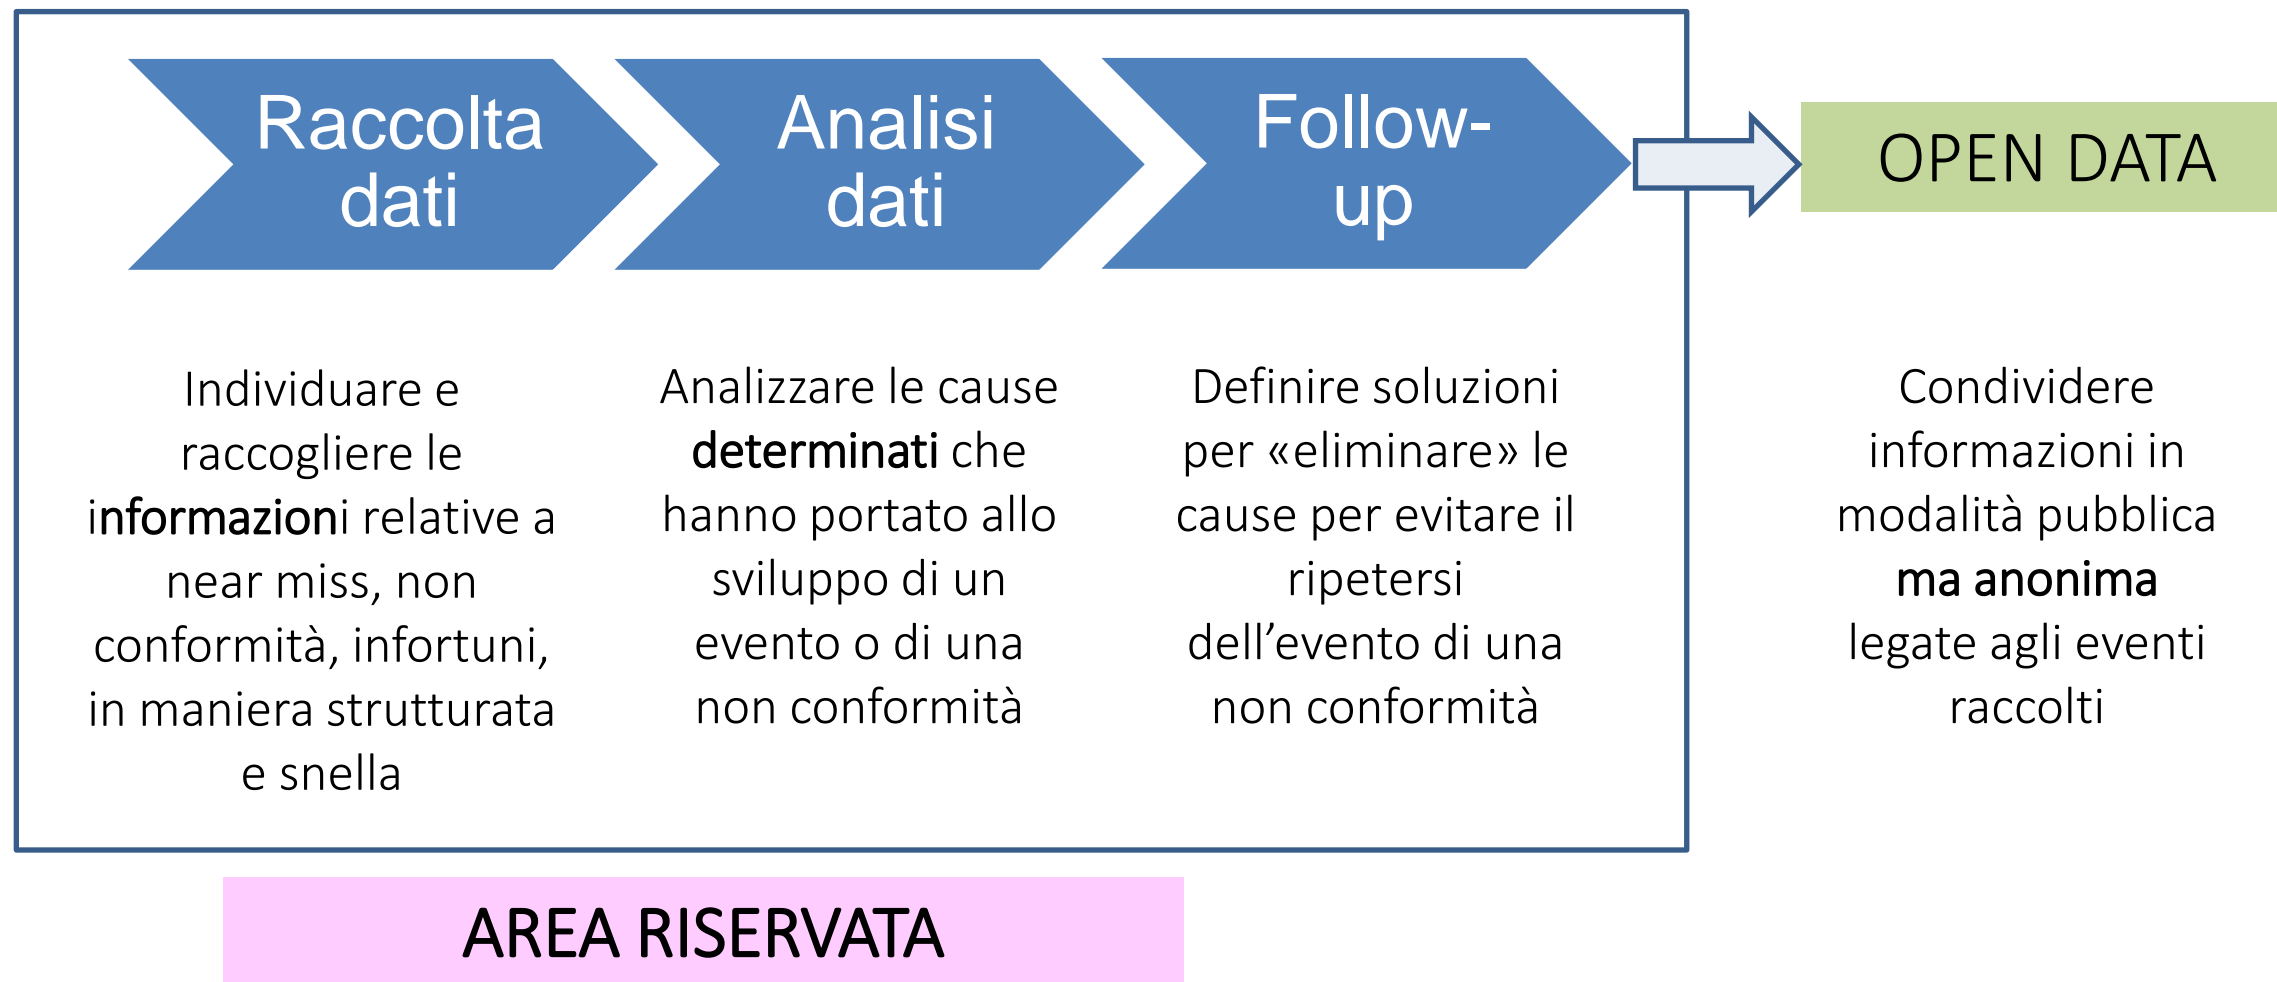 Raccolta
dati
Analisi
dati
Follow-
up
OPEN DATA
Individuare e
raccogliere le
informazioni relative a
near miss, non
conformità, infortuni,
in maniera strutturata
e snella
Analizzare le cause
determinati che
hanno portato allo
sviluppo di un
evento o di una
non conformità
Definire soluzioni
per «eliminare» le
cause per evitare il
ripetersi
dell’evento di una
non conformità
Condividere
informazioni in
modalità pubblica
ma anonima
legate agli eventi
raccolti
AREA RISERVATA